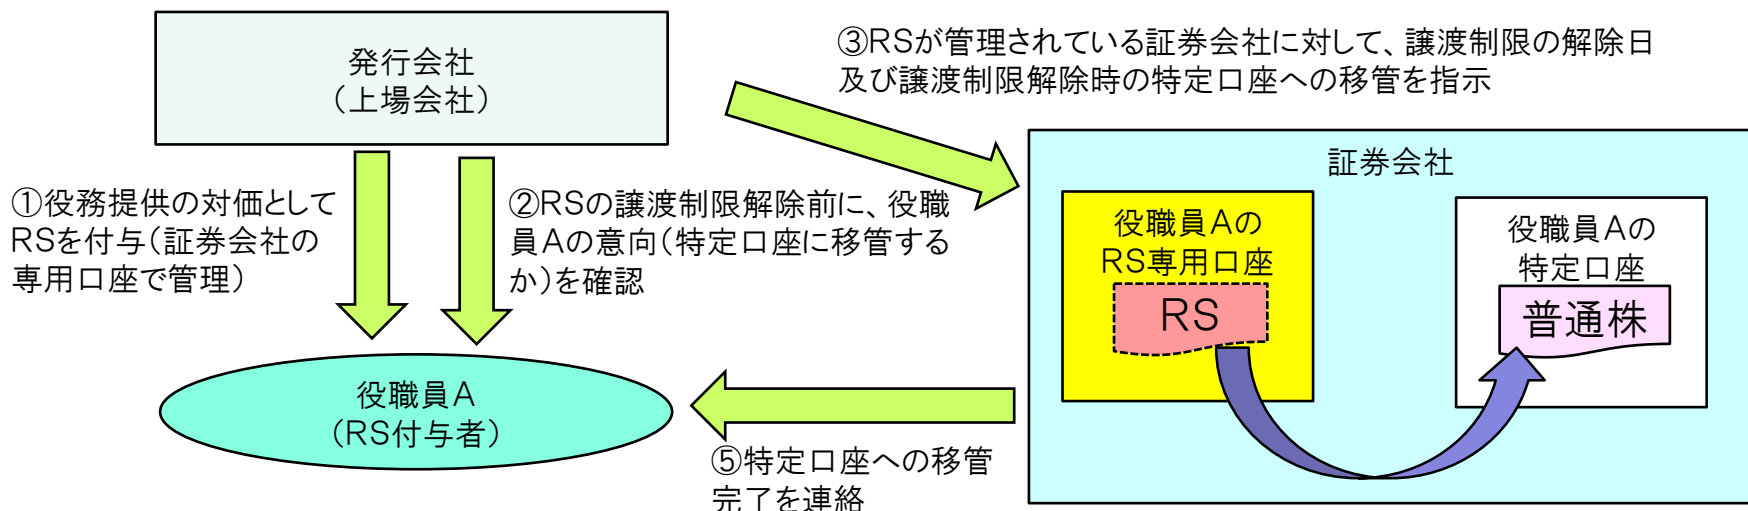 発行会社
（上場会社）
③RSが管理されている証券会社に対して、譲渡制限の解除日
及び譲渡制限解除時の特定口座への移管を指示
①役務提供の対価として
RSを付与（証券会社の
専用口座で管理）
②RSの譲渡制限解除前に、役職
員Aの意向（特定口座に移管する
か）を確認
証券会社
役職員Aの
RS専用口座
RS
役職員Aの
特定口座
普通株
役職員A
（RS付与者）
⑤特定口座への移管
完了を連絡